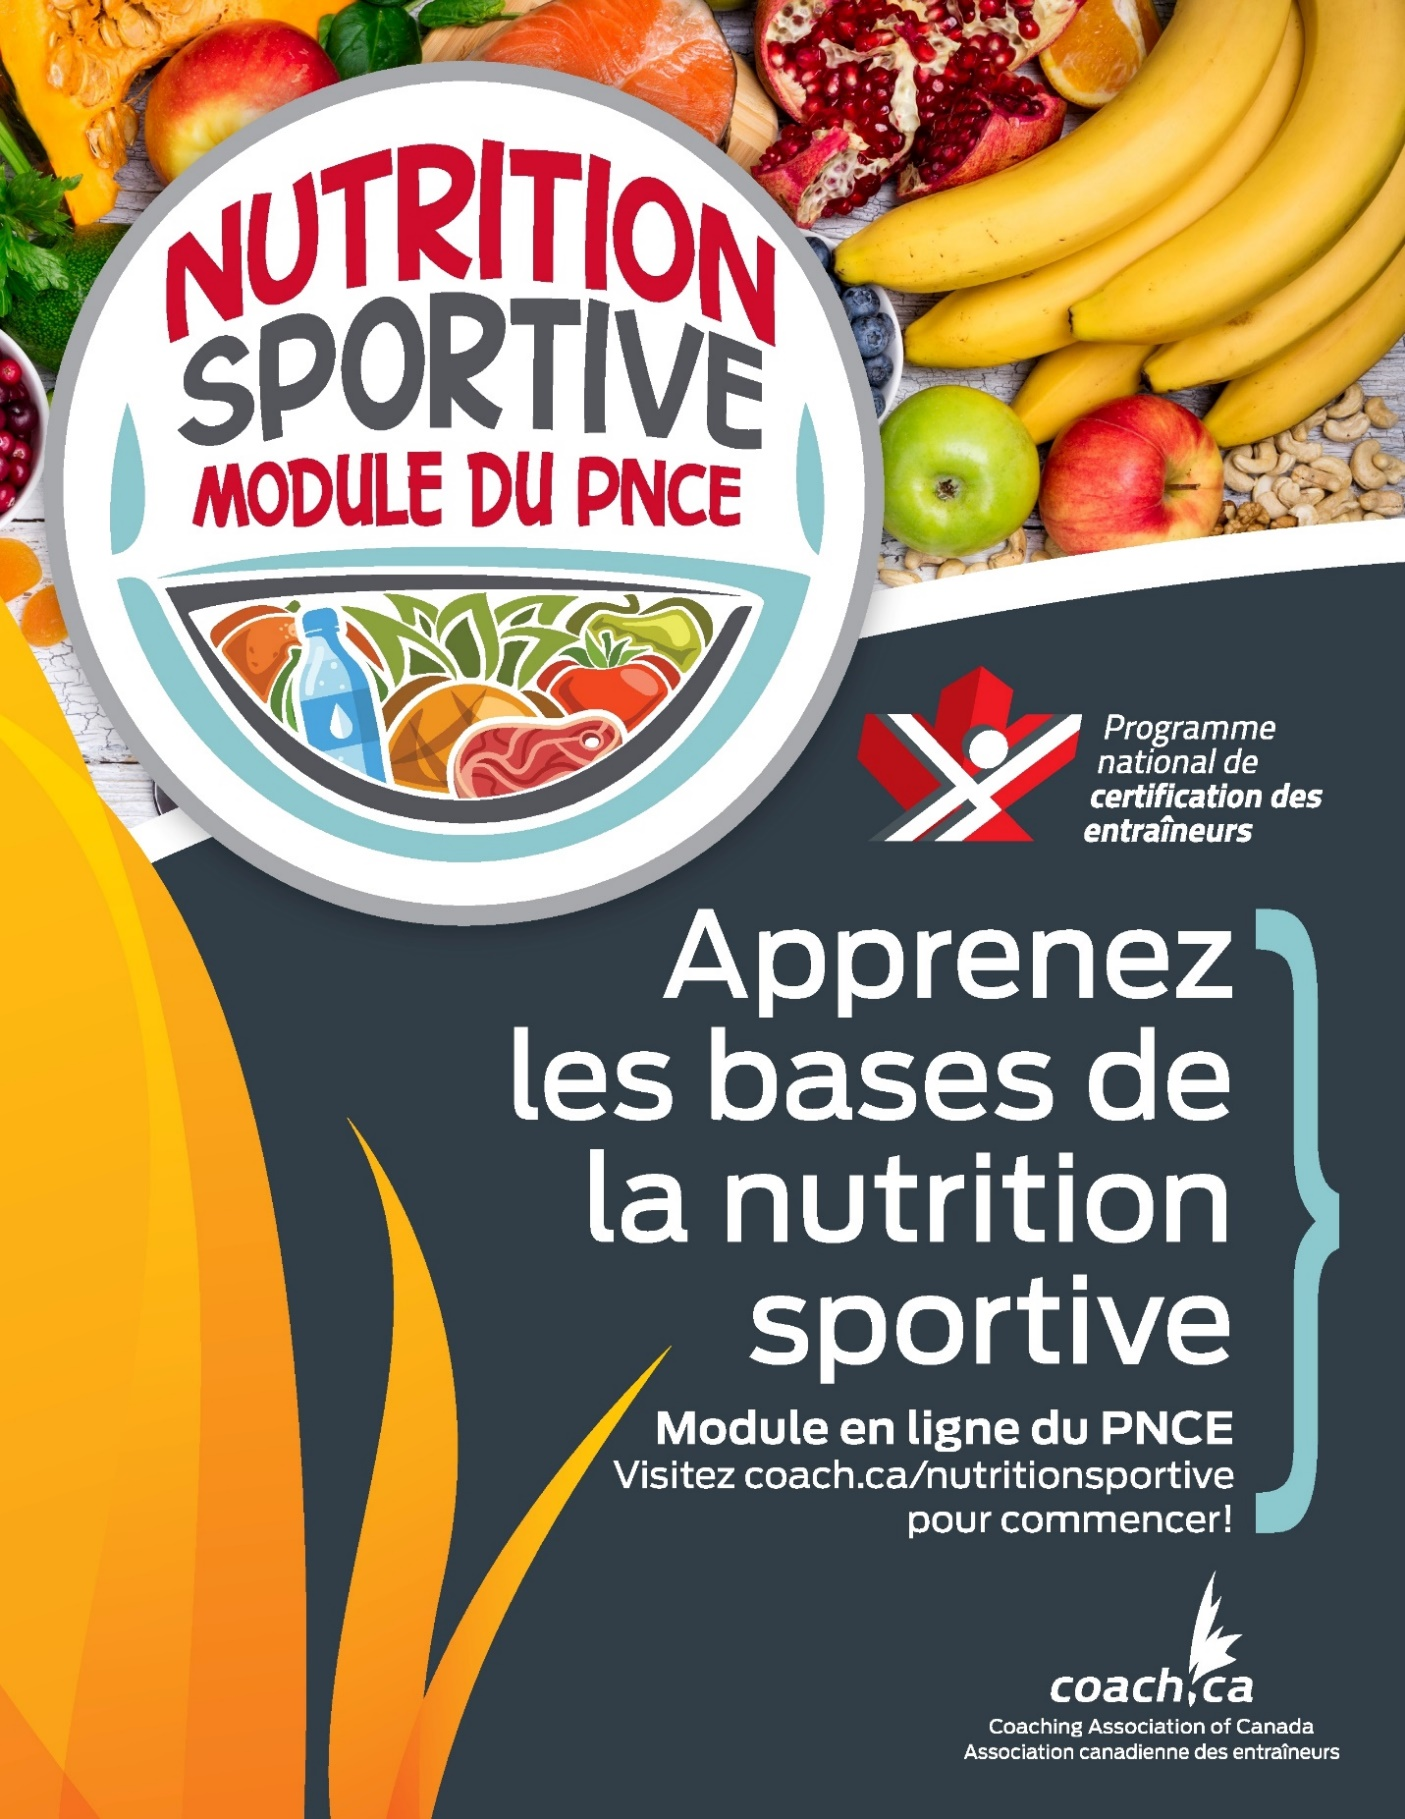 NUTRITION
SPORTIVE
MODULE DU PNCE
Programme
national de
certification des
entraîneurs
Apprenez
les bases de
la nutrition
sportive
Module en ligne du PNCE
Visitez coach.ca/nutritionsportive
pour commencer!
coach.ca
Coaching Association of Canada
Association canadienne des entraîneurs